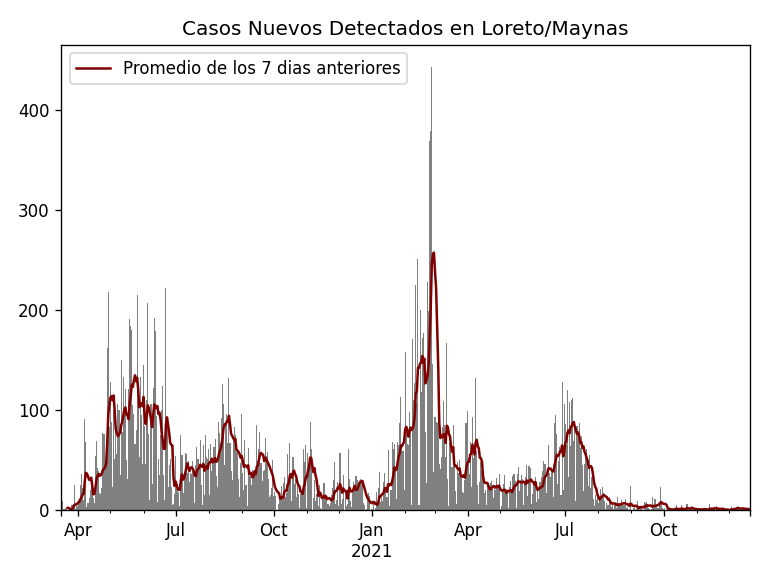 Casos Nuevos Detectados en Loreto/Maynas
Promedio de los 7 dias anteriores
400
300
200
100
0
Apr Jul Oct Jan Apr Jul Oct
2021